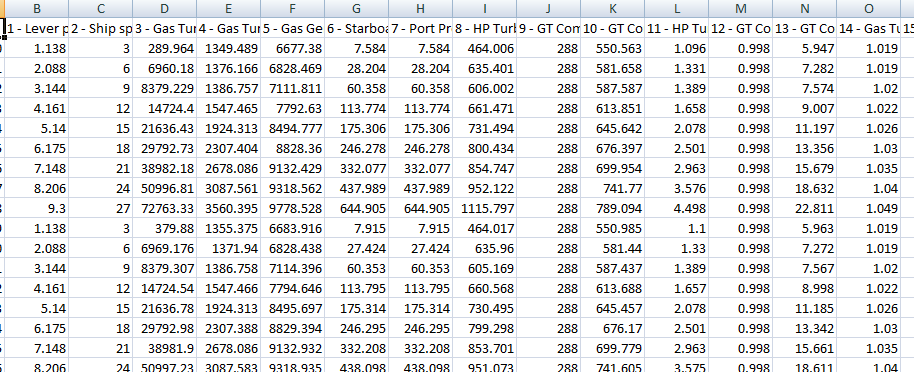 B C D E F G H I J K L M N O
1 - Lever p 2 - Ship sp 3 - Gas Tur 4 - Gas Tur 5 - Gas Ge 6 - Starboa 7 - Port Pr 8 - HP Turb 9 - GT Com 10 - GT Co 11 - HP Tu 12 - GT Co 13 - GT Co 14 - Gas Tu 15
1.138 3 289.964 1349.489 6677.38 7.584 7.584 464.006 288 550.563 1.096 0.998 5.947 1.019
2.088 6 6960.18 1376.166 6828.469 28.204 28.204 635.401 288 581.658 1.331 0.998 7.282 1.019
3.144 9 8379.229 1386.757 7111.811 60.358 60.358 606.002 288 587.587 1.389 0.998 7.574 1.02
4.161 12 14724.4 1547.465 7792.63 113.774 113.774 661.471 288 613.851 1.658 0.998 9.007 1.022
5.14 15 21636.43 1924.313 8494.777 175.306 175.306 731.494 288 645.642 2.078 0.998 11.197 1.026
6.175 18 29792.73 2307.404 8828.36 246.278 246.278 800.434 288 676.397 2.501 0.998 13.356 1.03
7.148 21 38982.18 2678.086 9132.429 332.077 332.077 854.747 288 699.954 2.963 0.998 15.679 1.035
8.206 24 50996.81 3087.561 9318.562 437.989 437.989 952.122 288 741.77 3.576 0.998 18.632 1.04
9.3 27 72763.33 3560.395 9778.528 644.905 644.905 1115.797 288 789.094 4.498 0.998 22.811 1.049
1.138 3 379.88 1355.375 6683.916 7.915 7.915 464.017 288 550.985 1.1 0.998 5.963 1.019
2.088 6 6969.176 1371.94 6828.438 27.424 27.424 635.96 288 581.44 1.33 0.998 7.272 1.019
3.144 9 8379.307 1386.758 7114.396 60.353 60.353 605.169 288 587.437 1.389 0.998 7.567 1.02
4.161 12 14724.54 1547.466 7794.646 113.795 113.795 660.568 288 613.688 1.657 0.998 8.998 1.022
5.14 15 21636.78 1924.313 8495.697 175.314 175.314 730.495 288 645.457 2.078 0.998 11.185 1.026
6.175 18 29792.98 2307.388 8829.394 246.295 246.295 799.298 288 676.17 2.501 0.998 13.342 1.03
7.148 21 38981.9 2678.086 9132.932 332.208 332.208 853.701 288 699.779 2.963 0.998 15.661 1.035
8.206 24 50997.23 3087.583 9318.935 438.098 438.098 951.073 288 741.605 3.575 0.998 18.611 1.04